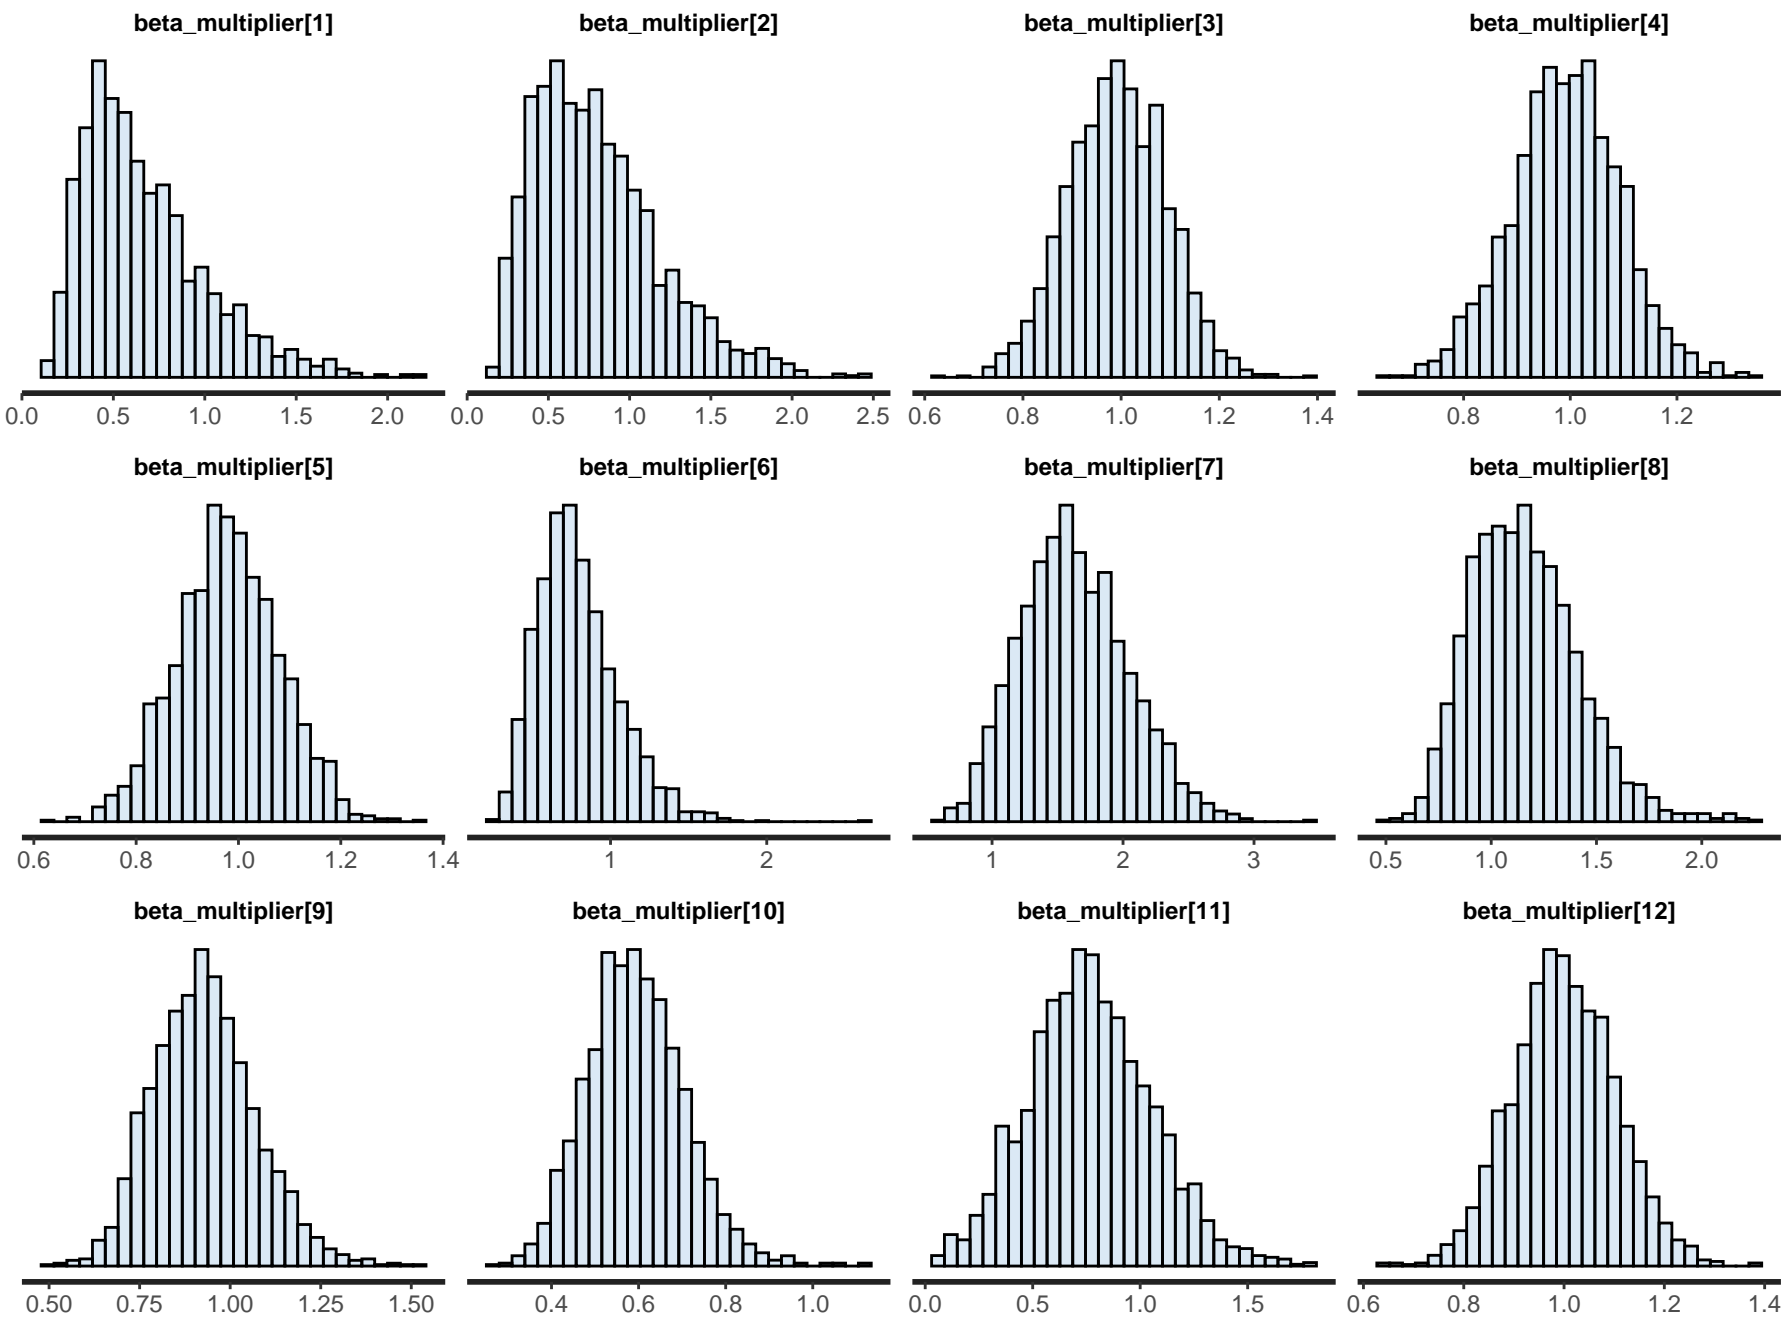 beta_multiplier[1] beta_multiplier[2] beta_multiplier[3] beta_multiplier[4]
0.0 0.5 1.0 1.5 2.0 0.0 0.5 1.0 1.5 2.0 2.5 0.6 0.8 1.0 1.2 1.4 0.8 1.0 1.2
beta_multiplier[5] beta_multiplier[6] beta_multiplier[7] beta_multiplier[8]
0.6 0.8 1.0 1.2 1.4 1 2 1 2 3 0.5 1.0 1.5 2.0
beta_multiplier[9] beta_multiplier[10] beta_multiplier[11] beta_multiplier[12]
0.50 0.75 1.00 1.25 1.50 0.4 0.6 0.8 1.0 0.0 0.5 1.0 1.5 0.6 0.8 1.0 1.2 1.4